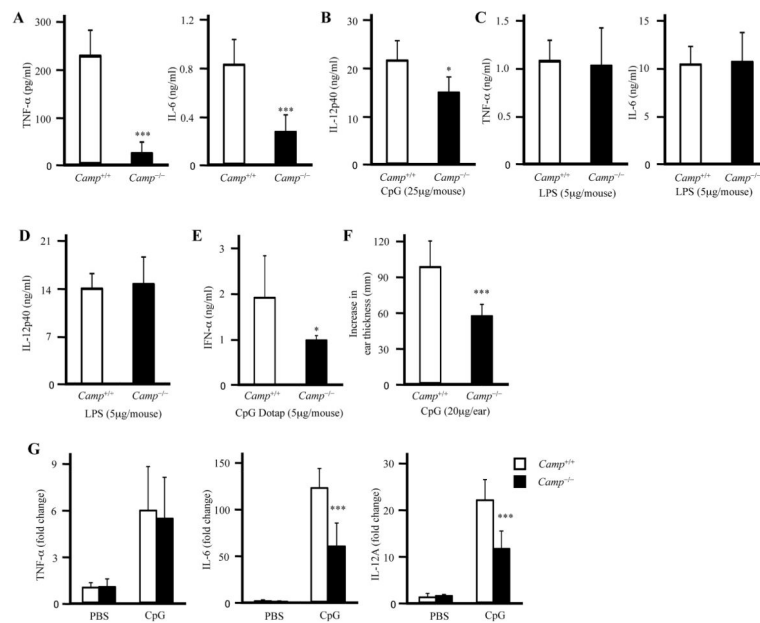 A
TNF-α (pg/ml)
300
200
100
0
***
Camp+/+
Camp−/−
IL-6 (ng/ml)
1.2
0.8
0.4
0
***
Camp+/+
Camp−/−
B
IL-12p40 (ng/ml)
30
20
10
0
*
Camp+/+
Camp−/−
CpG (25μg/mouse)
C
TNF-α (ng/ml)
1.5
1.0
0.5
0
Camp+/+
Camp−/−
LPS (5μg/mouse)
IL-6 (ng/ml)
15
10
5
0
Camp+/+
Camp−/−
LPS (5μg/mouse)
D
IL-12p40 (ng/ml)
21
14
7
0
Camp+/+
Camp−/−
LPS (5μg/mouse)
E
IFN-α (ng/ml)
3
2
1
0
*
Camp+/+
Camp−/−
CpG Dotap (5μg/mouse)
F
Increase in
ear thickness (mm)
120
90
60
30
0
***
Camp+/+
Camp−/−
CpG (20μg/ear)
G
TNF-α (fold change)
9
6
3
0
PBS
CpG
IL-6 (fold change)
150
100
50
0
***
PBS
CpG
IL-12A (fold change)
30
20
10
0
***
PBS
CpG
Camp+/+
Camp−/−